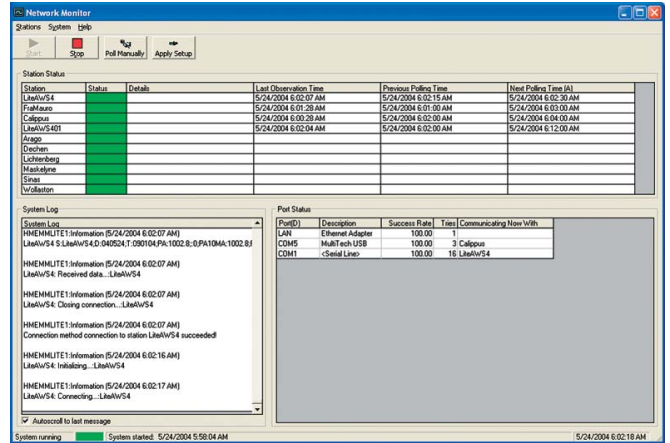 Network Monitor
Stations System Help
Start Stop Poll Manually Apply Setup
Station Status
Station Status Details Last Observation Time Previous Polling Time Next Polling Time (A)
LiteAWS4 5/24/2004 6:02:07 AM 5/24/2004 6:02:15 AM 5/24/2004 6:02:30 AM
FraMauro 5/24/2004 6:01:28 AM 5/24/2004 6:01:00 AM 5/24/2004 6:03:00 AM
Calippus 5/24/2004 6:00:28 AM 5/24/2004 6:02:00 AM 5/24/2004 6:04:00 AM
LiteAWS401 5/24/2004 6:02:04 AM 5/24/2004 6:02:00 AM 5/24/2004 6:12:00 AM
Arago
Dechen
Lichtenberg
Maskelyne
Sinas
Wollaston
System Log
System Log
HMEMMLITE1:Information (5/24/2004 6:02:07 AM)
LiteAWS4 S:LiteAWS4;D:040524;T:090104;PA:1002.8;;0;PA10MA:1002.8;
HMEMMLITE1:Information (5/24/2004 6:02:07 AM)
LiteAWS4: Received data...:LiteAWS4
HMEMMLITE1:Information (5/24/2004 6:02:07 AM)
LiteAWS4: Closing connection...:LiteAWS4
HMEMMLITE1:Information (5/24/2004 6:02:07 AM)
Connection method connection to station LiteAWS4 succeeded!
HMEMMLITE1:Information (5/24/2004 6:02:16 AM)
LiteAWS4: Initializing...:LiteAWS4
HMEMMLITE1:Information (5/24/2004 6:02:17 AM)
LiteAWS4: Connecting...:LiteAWS4
Autoscroll to last message
Port Status
Port(D) Description Success Rate Tries Communicating Now With
LAN Ethernet Adapter 100.00 1
COM5 MultiTech USB 100.00 3 Calippus
COM1 <Serial Line> 100.00 16 LiteAWS4
System running System started: 5/24/2004 5:58:04 AM 5/24/2004 6:02:18 AM